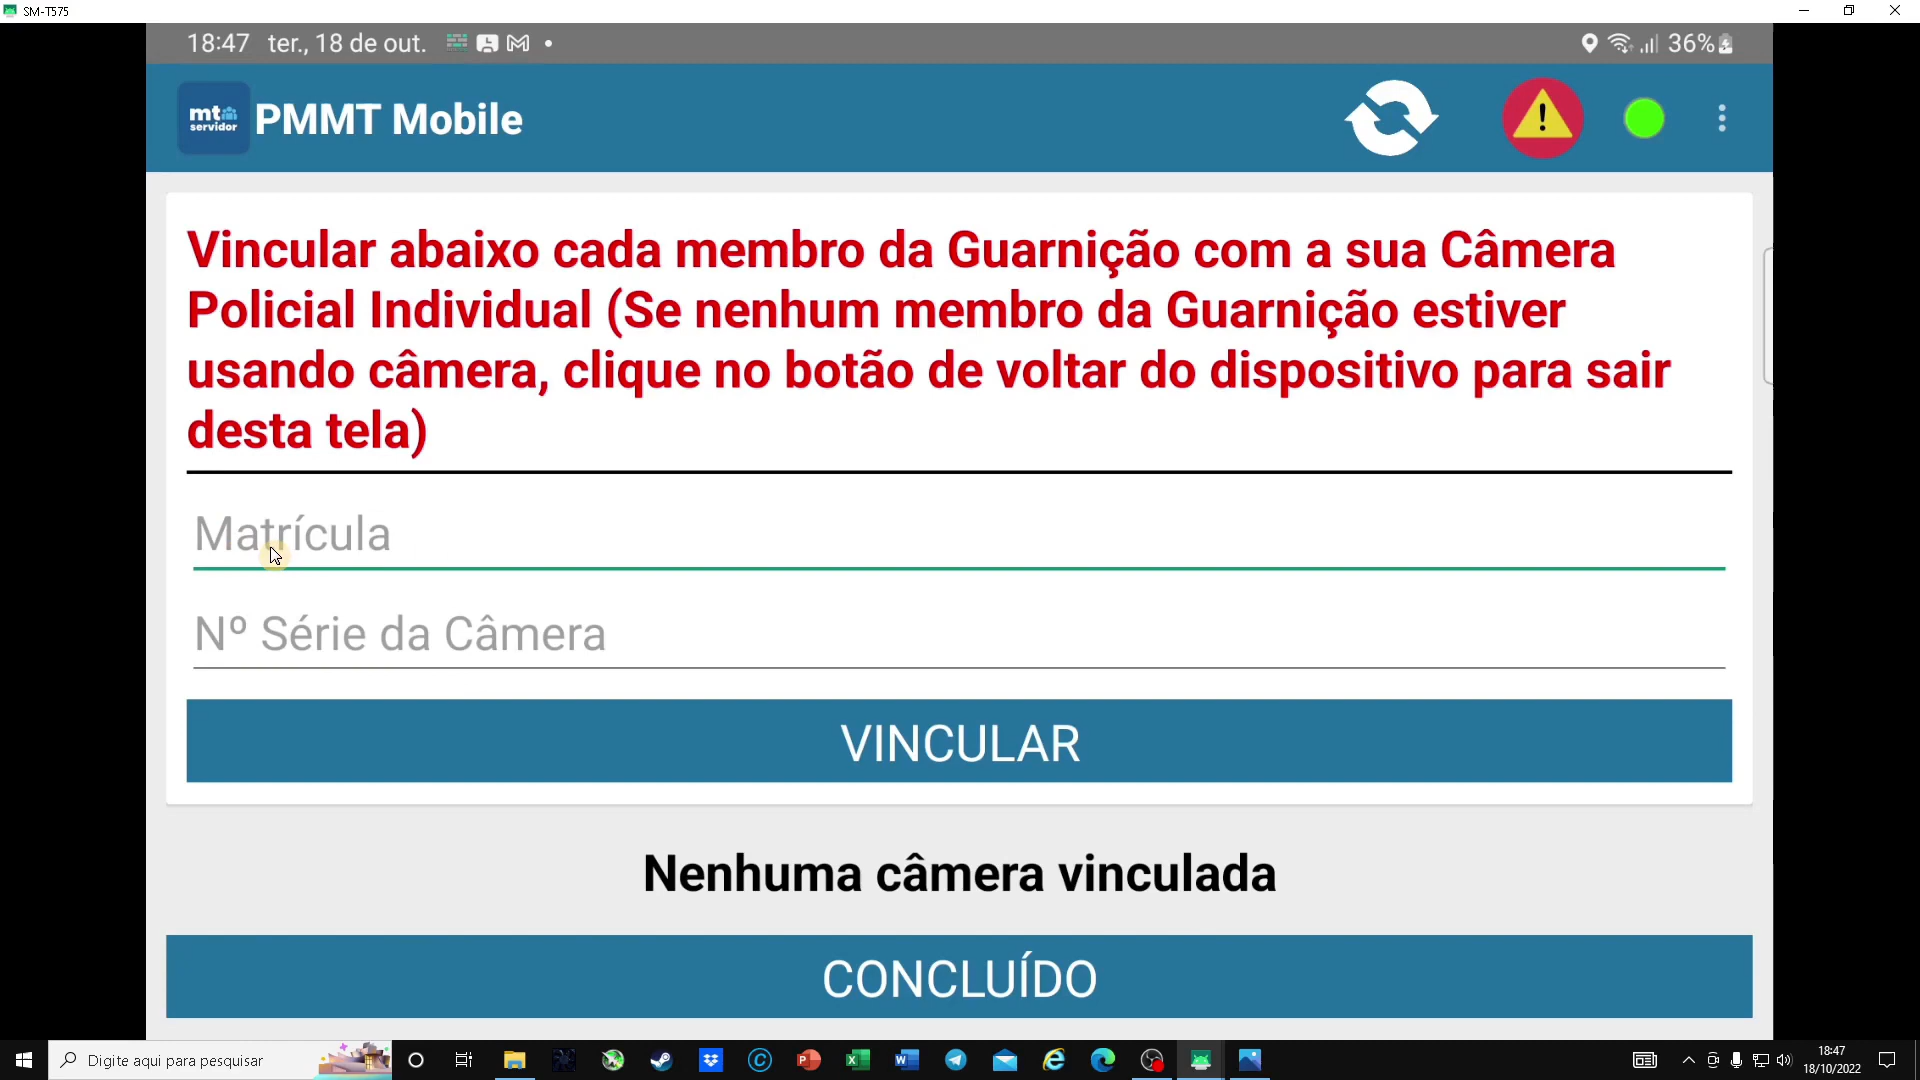 SM-T575
18:47 ter., 18 de out.
36%
mt
servidor
PMMT Mobile
Vincular abaixo cada membro da Guarnição com a sua Câmera
Policial Individual (Se nenhum membro da Guarnição estiver
usando câmera, clique no botão de voltar do dispositivo para sair
desta tela)
Matrícula
Nº Série da Câmera
VINCULAR
Nenhuma câmera vinculada
CONCLUÍDO
Digite aqui para pesquisar
18:47
18/10/2022